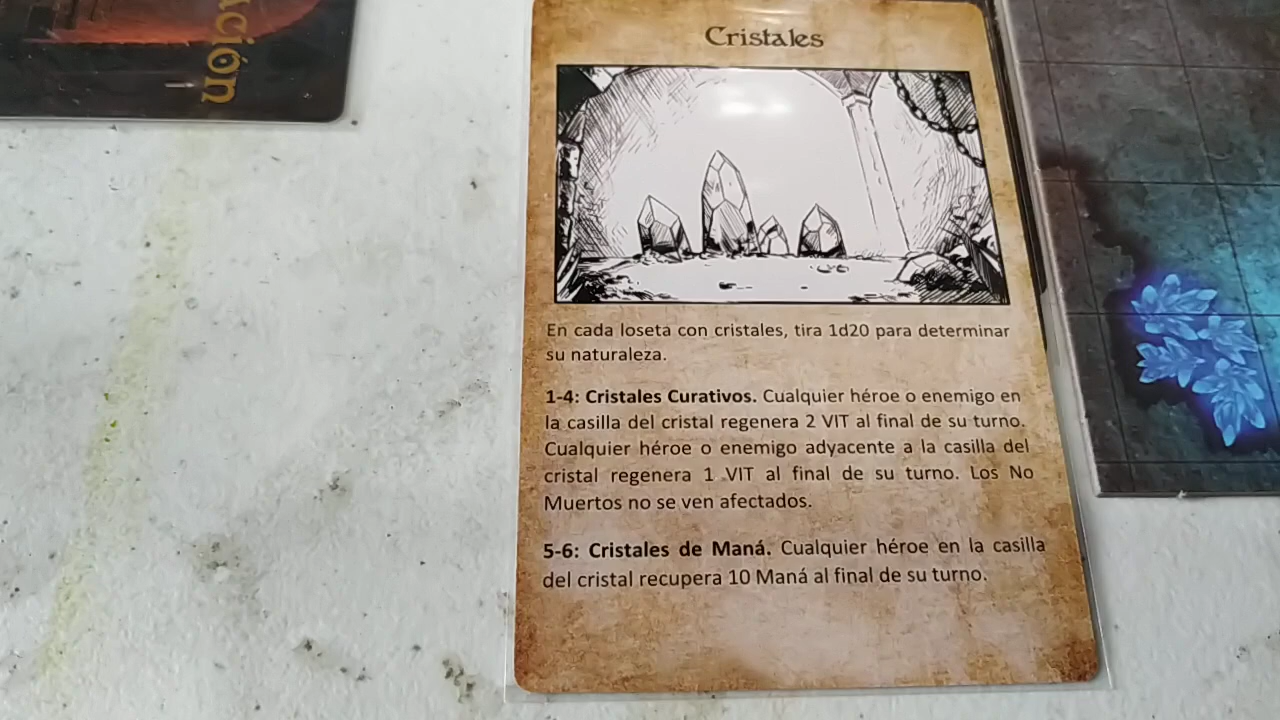 Cristales
En cada loseta con cristales, tira 1d20 para determinar
su naturaleza.
1-4: Cristales Curativos. Cualquier héroe o enemigo en
la casilla del cristal regenera 2 VIT al final de su turno.
Cualquier héroe o enemigo adyacente a la casilla del
cristal regenera 1 VIT al final de su turno. Los No
Muertos no se ven afectados.
5-6: Cristales de Maná. Cualquier héroe en la casilla
del cristal recupera 10 Maná al final de su turno.